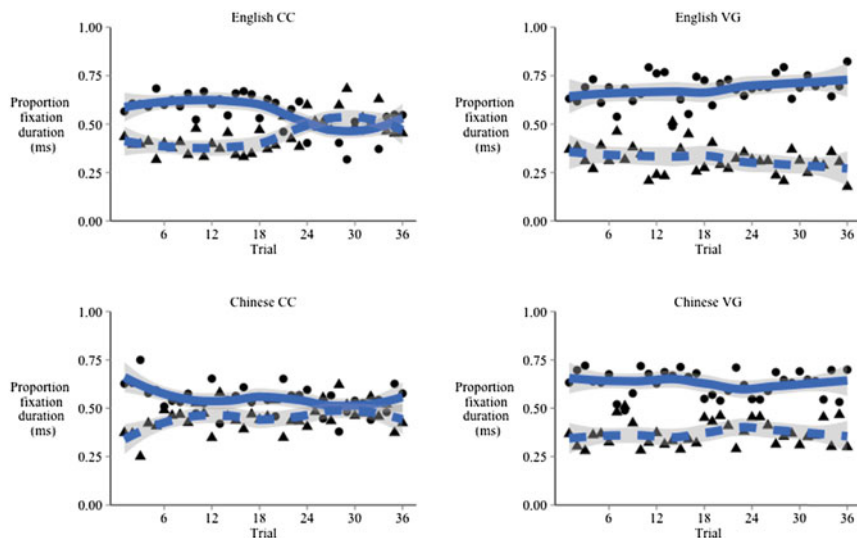 English CC
1.00
0.75
Proportion
fixation
duration
(ms)
0.50
0.25
0.00
6 12 18 24 30 36
Trial
English VG
1.00
0.75
Proportion
fixation
duration
(ms)
0.50
0.25
0.00
6 12 18 24 30 36
Trial
Chinese CC
1.00
0.75
Proportion
fixation
duration
(ms)
0.50
0.25
0.00
6 12 18 24 30 36
Trial
Chinese VG
1.00
0.75
Proportion
fixation
duration
(ms)
0.50
0.25
0.00
6 12 18 24 30 36
Trial